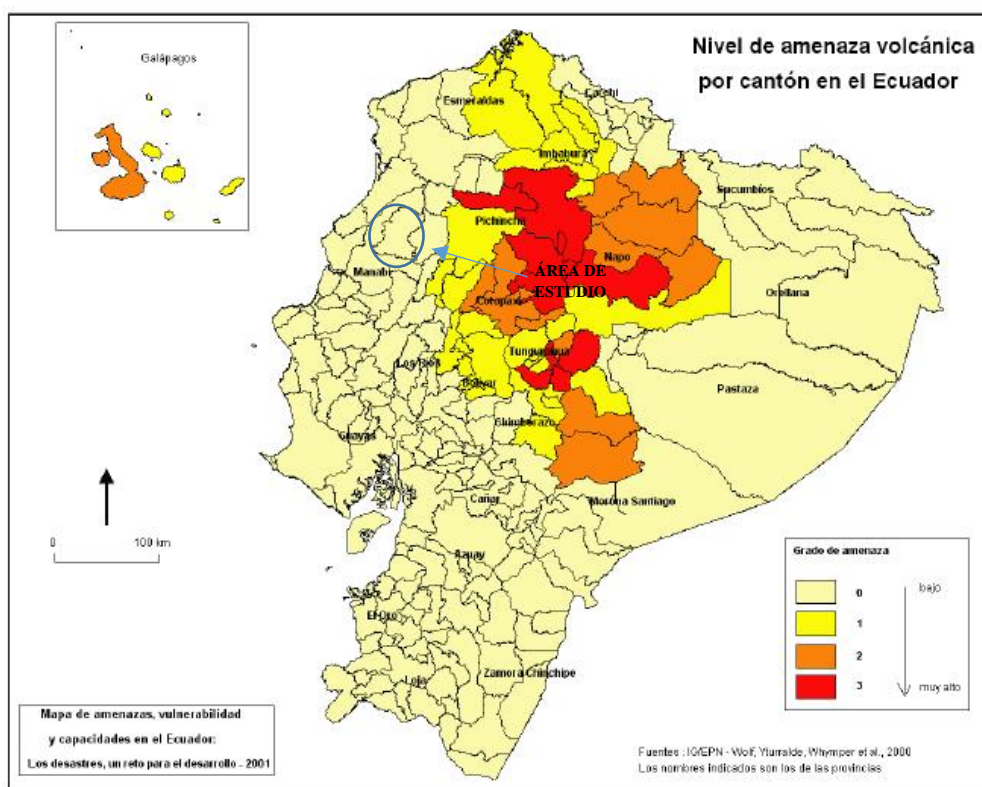 Nivel de amenaza volcánica
por cantón en el Ecuador
Galápagos
Esmeraldas
Carchi
Imbabura
Sucumbíos
Pichincha
Napo
ÁREA DE
ESTUDIO
Manabí
Orellana
Cotopaxi
Los Ríos
Tungurahua
Bolívar
Pastaza
Chimborazo
Guayas
Cañar
Morona Santiago
Azuay
El Oro
Loja
Zamora Chinchipe
0 100 km
Grado de amenaza
0 bajo
1
2
3 muy alto
Mapa de amenazas, vulnerabilidad
y capacidades en el Ecuador:
Los desastres, un reto para el desarrollo - 2001
Fuentes : IG/EPN - Wolf, Yturralde, Whymper et al., 2000
Los nombres indicados son los de las provincias